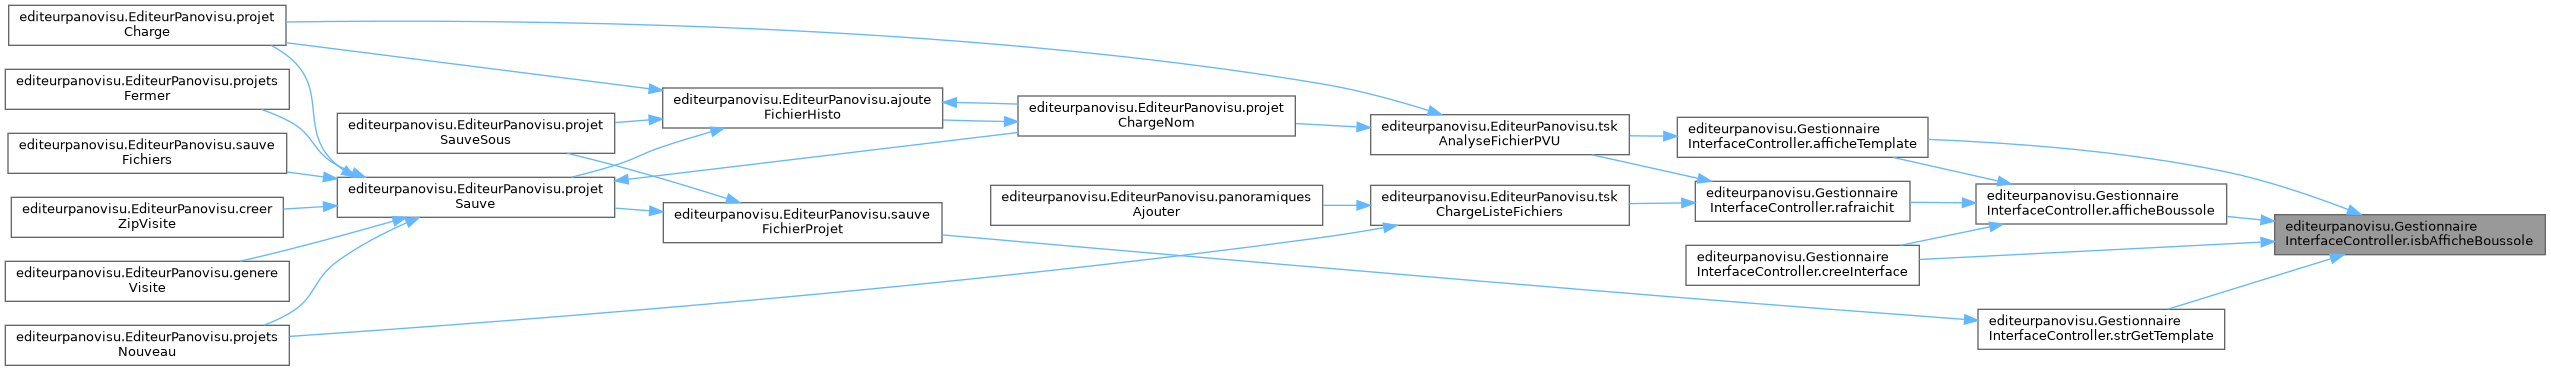 editeurpanovisu.EditeurPanovisu.projet
Charge
editeurpanovisu.EditeurPanovisu.projets
Fermer
editeurpanovisu.EditeurPanovisu.sauve
Fichiers
editeurpanovisu.EditeurPanovisu.creer
ZipVisite
editeurpanovisu.EditeurPanovisu.genere
Visite
editeurpanovisu.EditeurPanovisu.projets
Nouveau
editeurpanovisu.EditeurPanovisu.projet
SauveSous
editeurpanovisu.EditeurPanovisu.projet
Sauve
editeurpanovisu.EditeurPanovisu.ajoute
FichierHisto
editeurpanovisu.EditeurPanovisu.sauve
FichierProjet
editeurpanovisu.EditeurPanovisu.projet
ChargeNom
editeurpanovisu.EditeurPanovisu.panoramiques
Ajouter
editeurpanovisu.EditeurPanovisu.tsk
AnalyseFichierPVU
editeurpanovisu.EditeurPanovisu.tsk
ChargeListeFichiers
editeurpanovisu.Gestionnaire
InterfaceController.afficheTemplate
editeurpanovisu.Gestionnaire
InterfaceController.rafraichit
editeurpanovisu.Gestionnaire
InterfaceController.creeInterface
editeurpanovisu.Gestionnaire
InterfaceController.afficheBoussole
editeurpanovisu.Gestionnaire
InterfaceController.strGetTemplate
editeurpanovisu.Gestionnaire
InterfaceController.isbAfficheBoussole